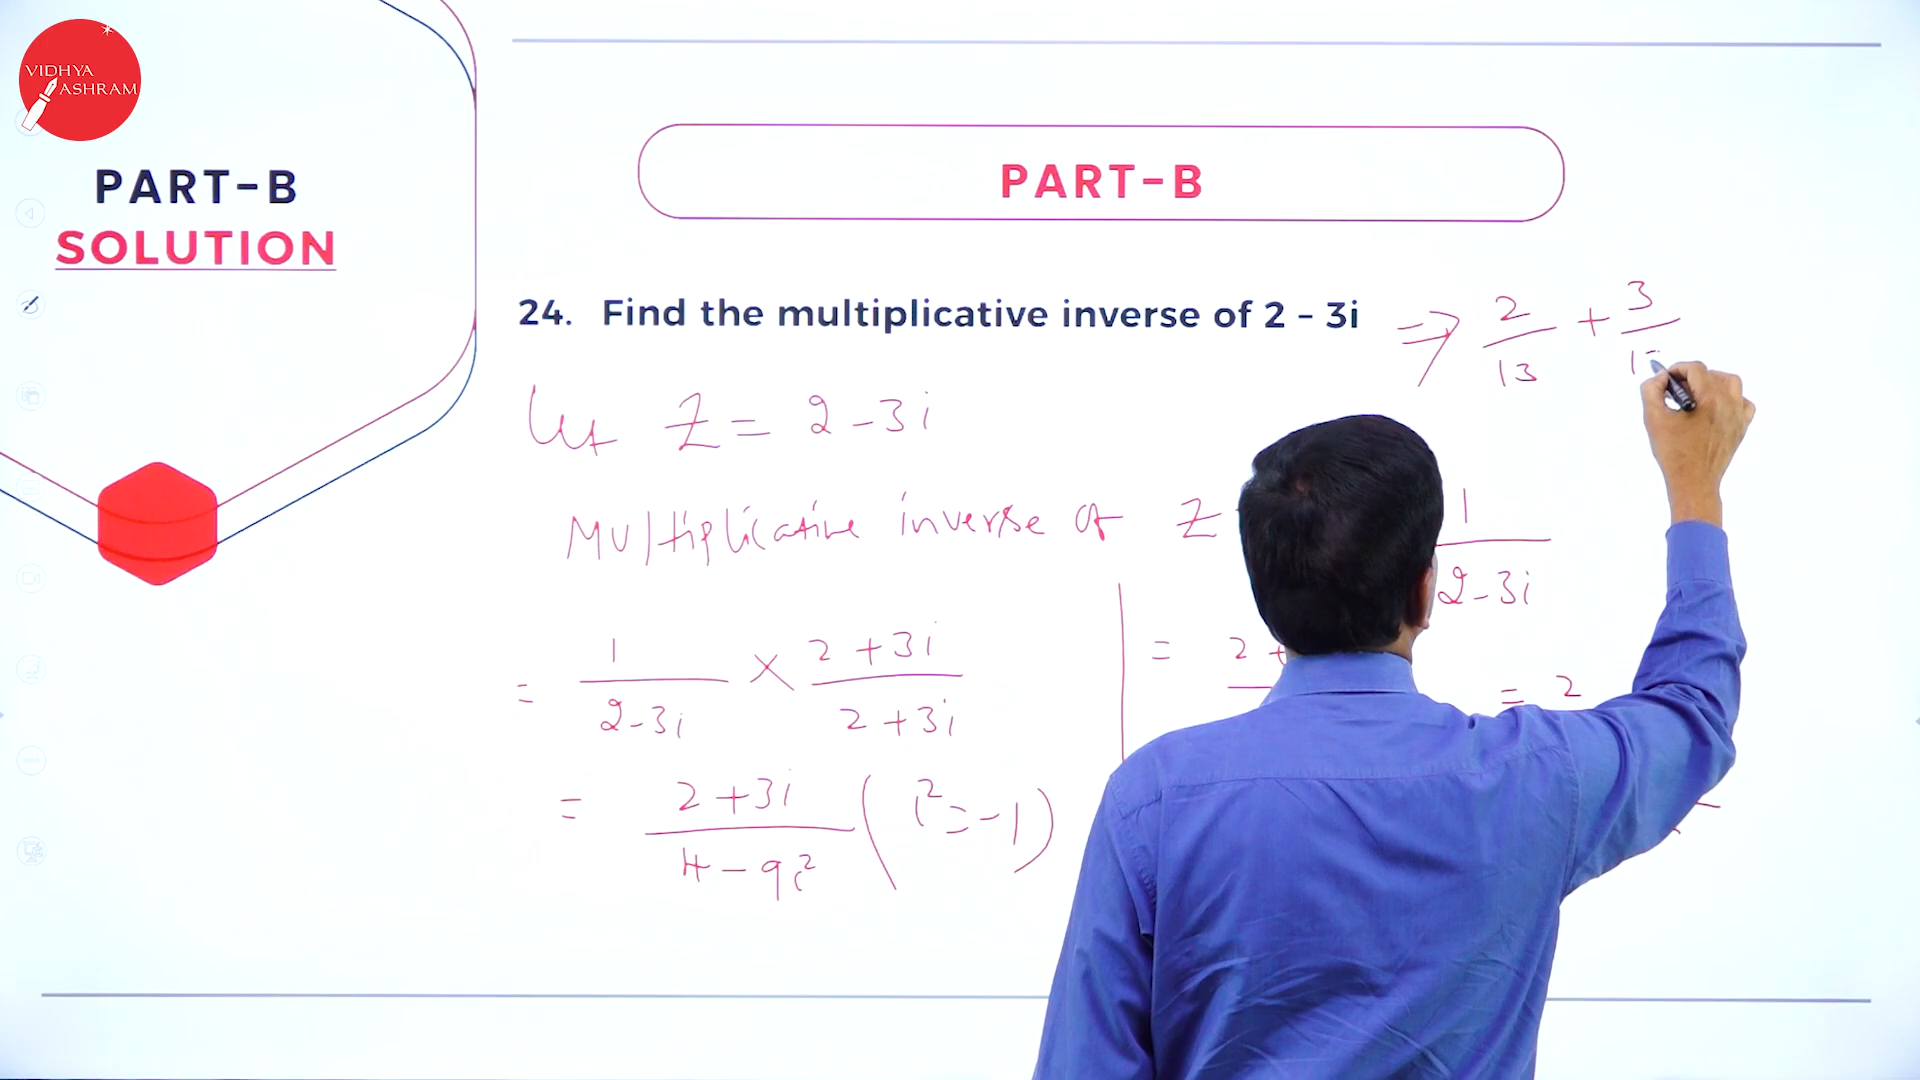 VIDHYA
ASHRAM
PART-B
SOLUTION
PART-B
24. Find the multiplicative inverse of 2 - 3i
⇒ 2/13 + 3/1
Let Z = 2-3i
Multiplicative inverse of Z
1/(2-3i)
= 1/(2-3i) × (2+3i)/(2+3i)
= (2+3i)/(4-9i²) (i²=-1)
= 2 +
= 2